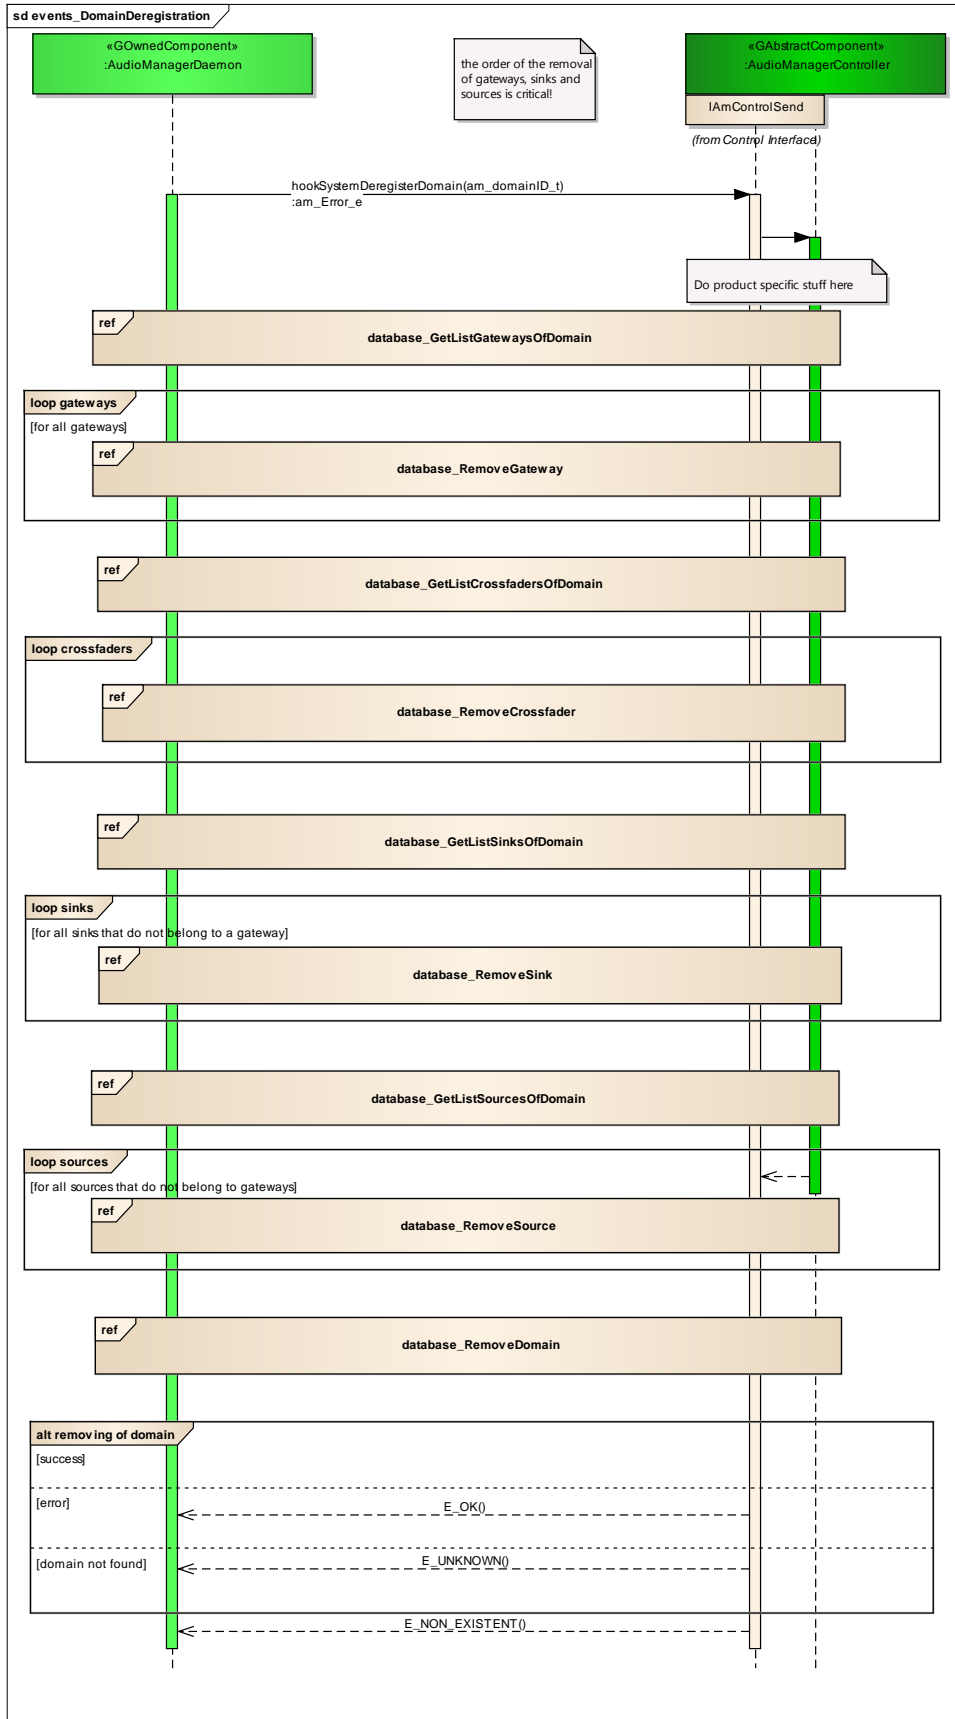 sd events_DomainDeregistration
«GOwnedComponent»
:AudioManagerDaemon
the order of the removal
of gateways, sinks and
sources is critical!
«GAbstractComponent»
:AudioManagerController
IAmControlSend
(from Control Interface)
hookSystemDeregisterDomain(am_domainID_t)
:am_Error_e
Do product specific stuff here
ref
database_GetListGatewaysOfDomain
loop gateways
[for all gateways]
ref
database_RemoveGateway
ref
database_GetListCrossfadersOfDomain
loop crossfaders
ref
database_RemoveCrossfader
ref
database_GetListSinksOfDomain
loop sinks
[for all sinks that do not belong to a gateway]
ref
database_RemoveSink
ref
database_GetListSourcesOfDomain
loop sources
[for all sources that do not belong to gateways]
ref
database_RemoveSource
ref
database_RemoveDomain
alt removing of domain
[success]
[error]
E_OK()
[domain not found]
E_UNKNOWN()
E_NON_EXISTENT()